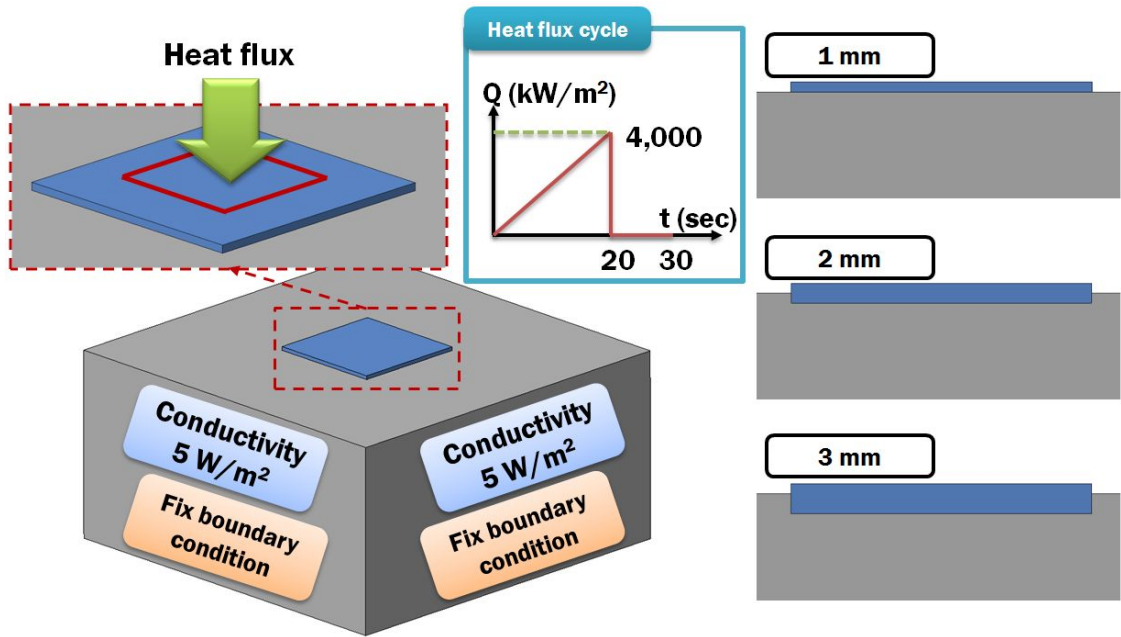 Heat flux
Heat flux cycle
Q (kW/m²)
4,000
t (sec)
20 30
Conductivity
5 W/m²
Fix boundary
condition
Conductivity
5 W/m²
Fix boundary
condition
1 mm
2 mm
3 mm